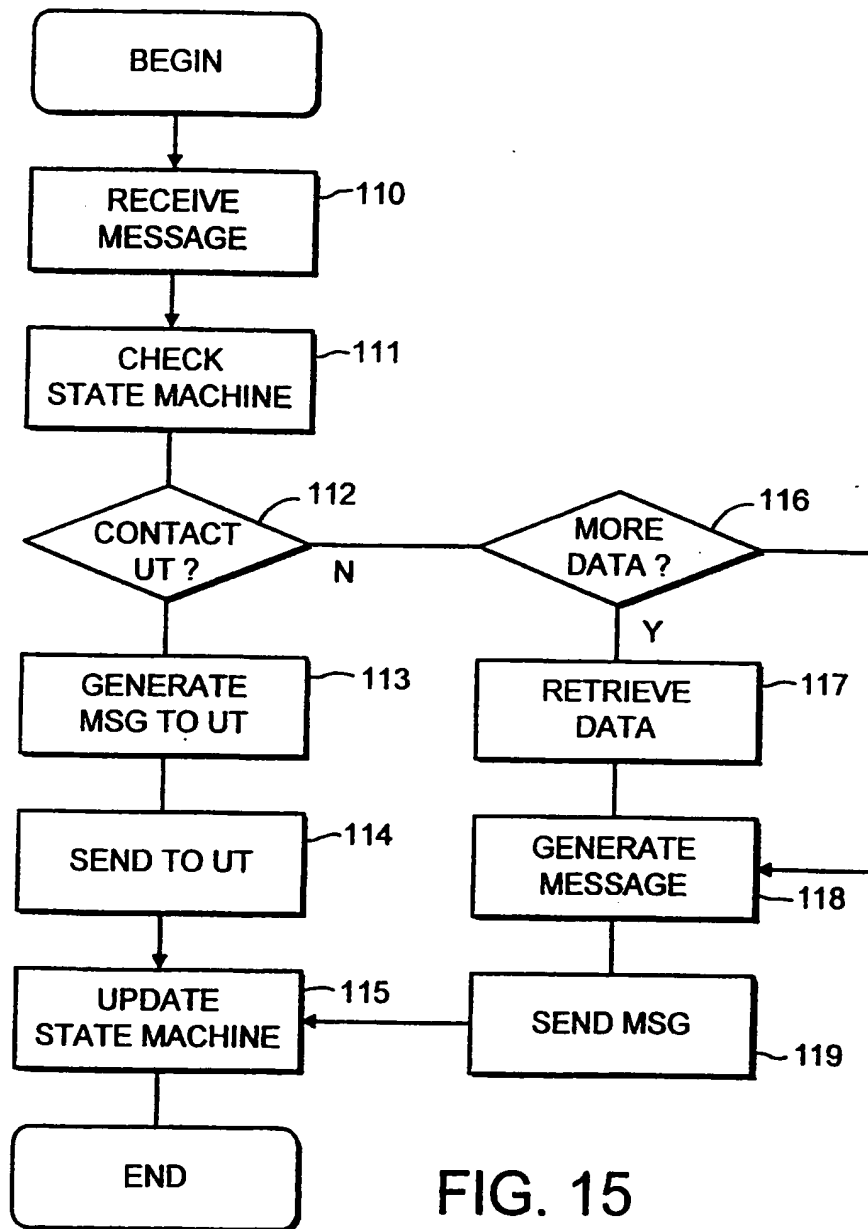 BEGIN
RECEIVE
MESSAGE
110
CHECK
STATE MACHINE
111
CONTACT
UT ?
112
N
MORE
DATA ?
116
Y
GENERATE
MSG TO UT
113
RETRIEVE
DATA
117
SEND TO UT
114
GENERATE
MESSAGE
118
UPDATE
STATE MACHINE
115
SEND MSG
119
END
FIG. 15